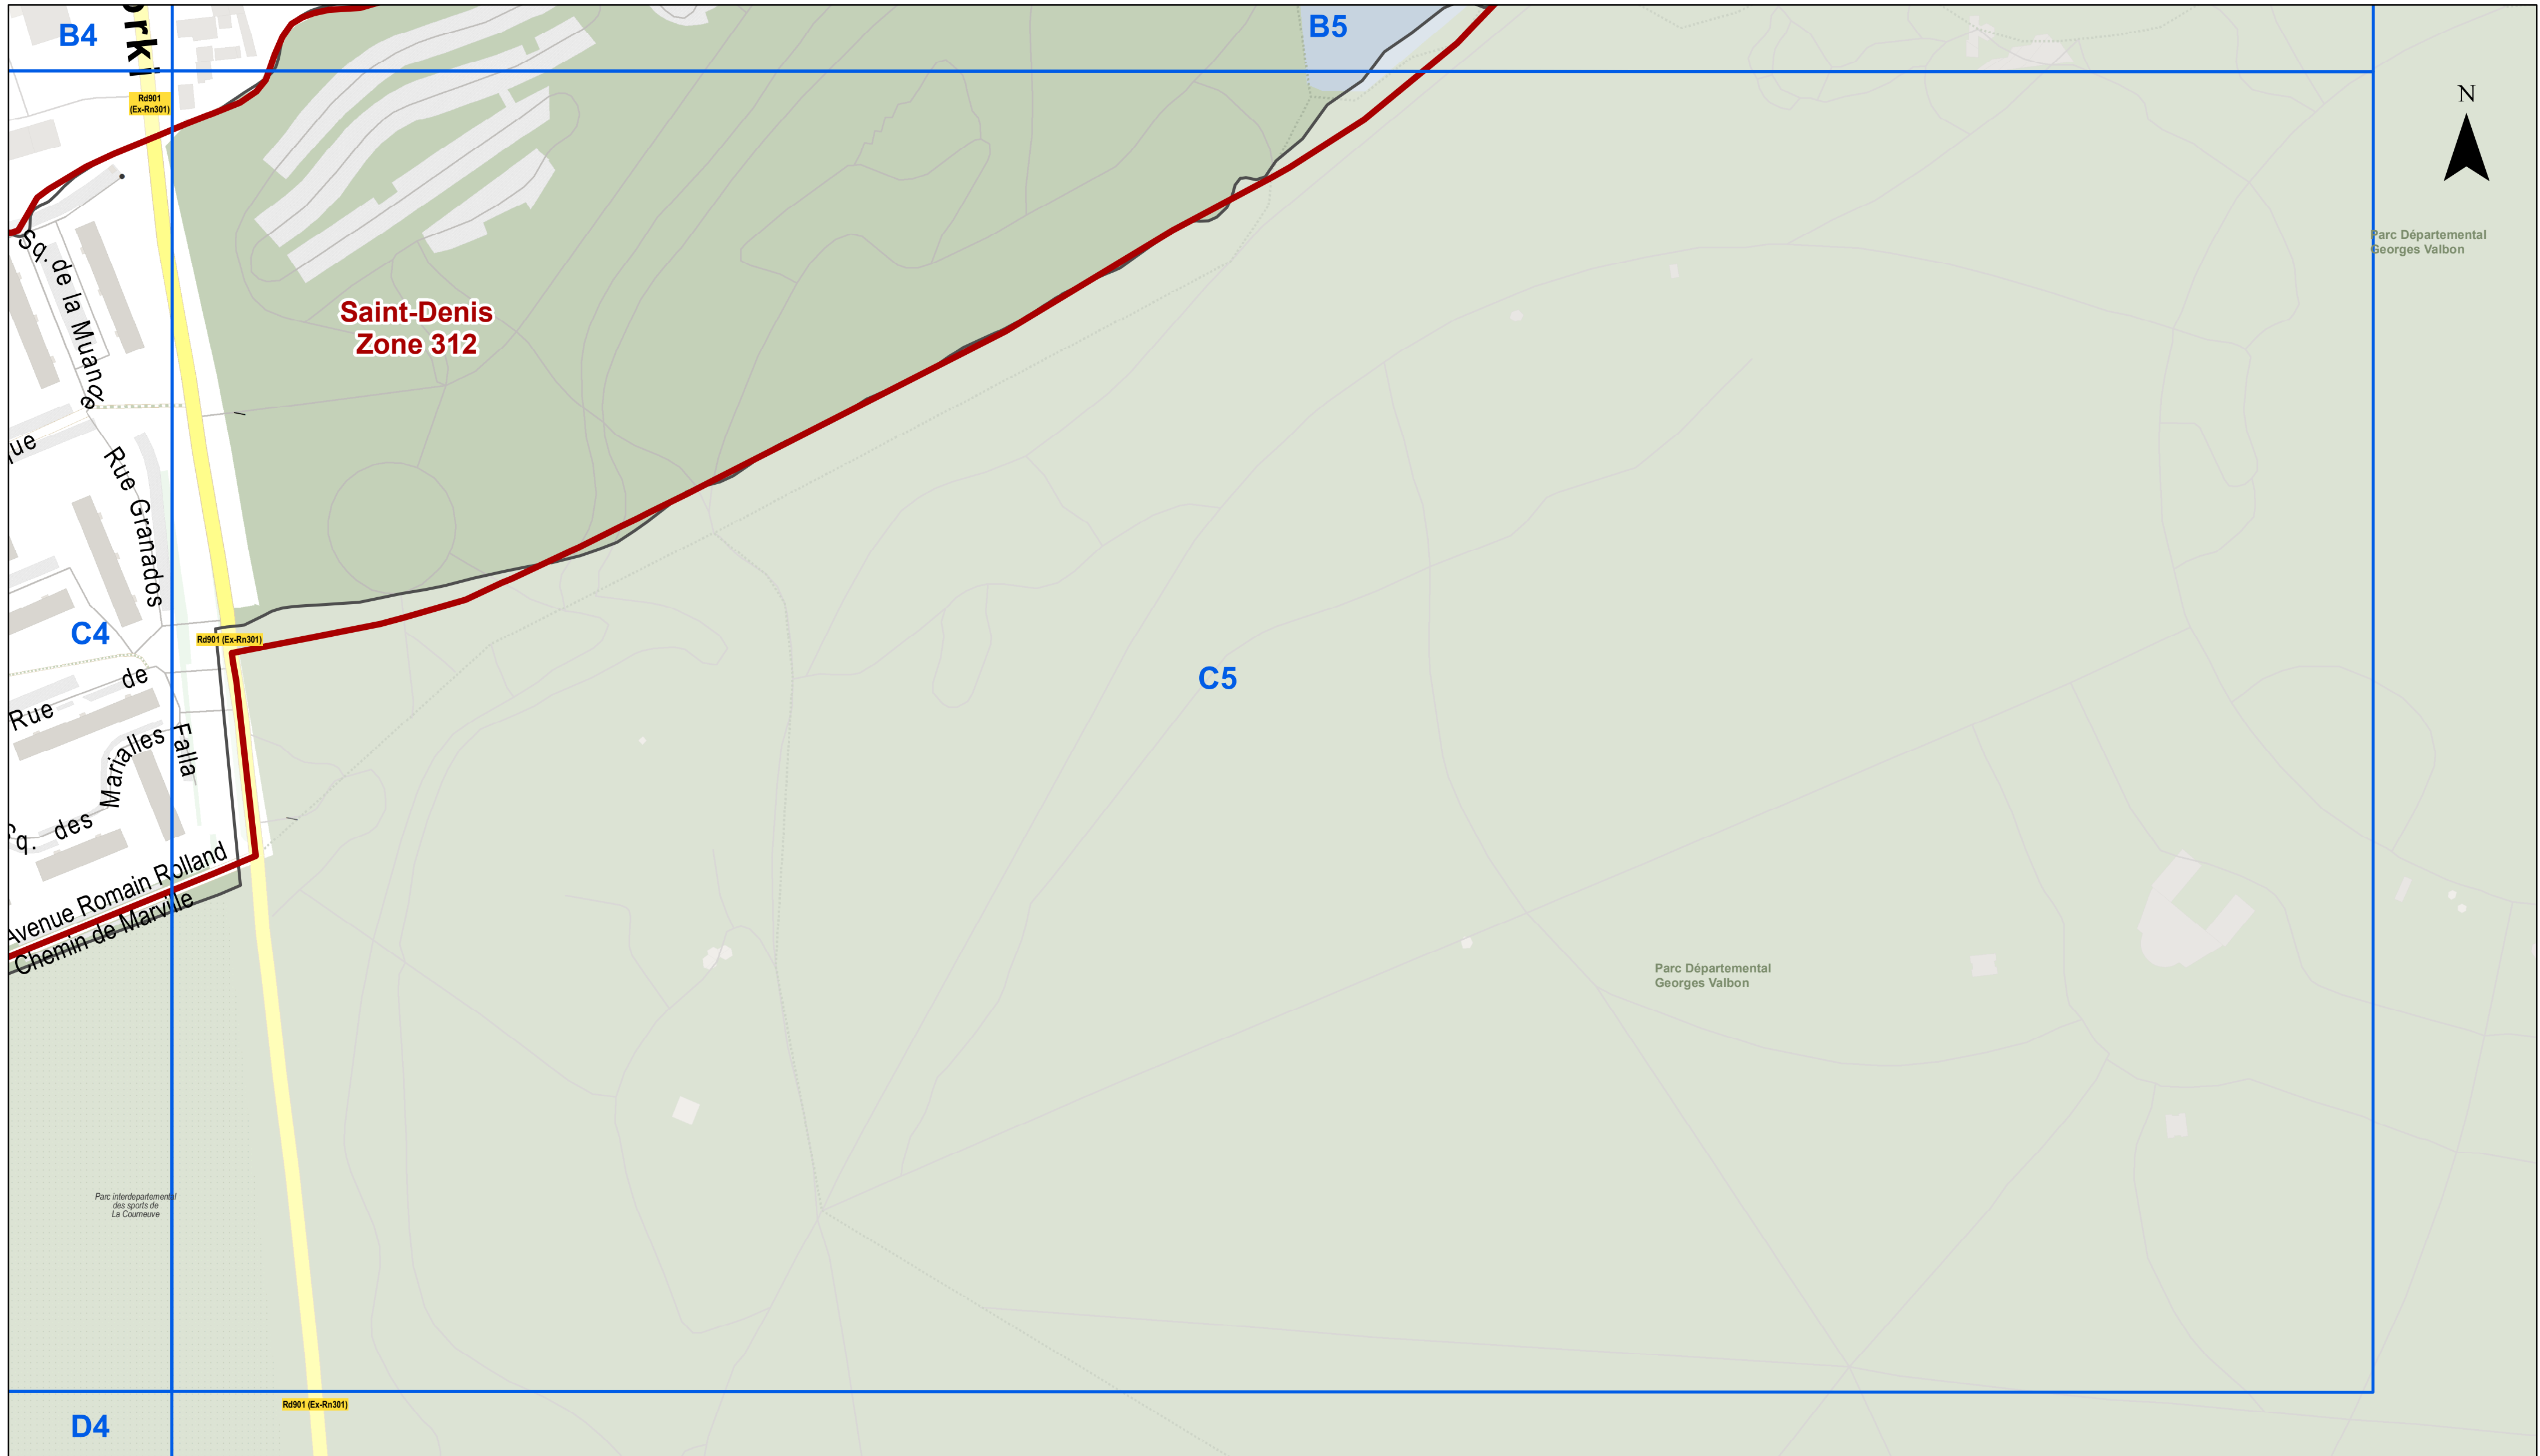 B4
B5
Rd901
(Ex-Rn301)
N
Sq. de la Muance
Parc Départemental
Georges Valbon
Saint-Denis
Zone 312
Rue Granados
C4
Rd901 (Ex-Rn301)
Rue de Falla
C5
Sq. des Marialles
Avenue Romain Rolland
Chemin de Marville
Parc Départemental
Georges Valbon
Parc interdepartemental
des sports de
La Courneuve
Rd901 (Ex-Rn301)
D4